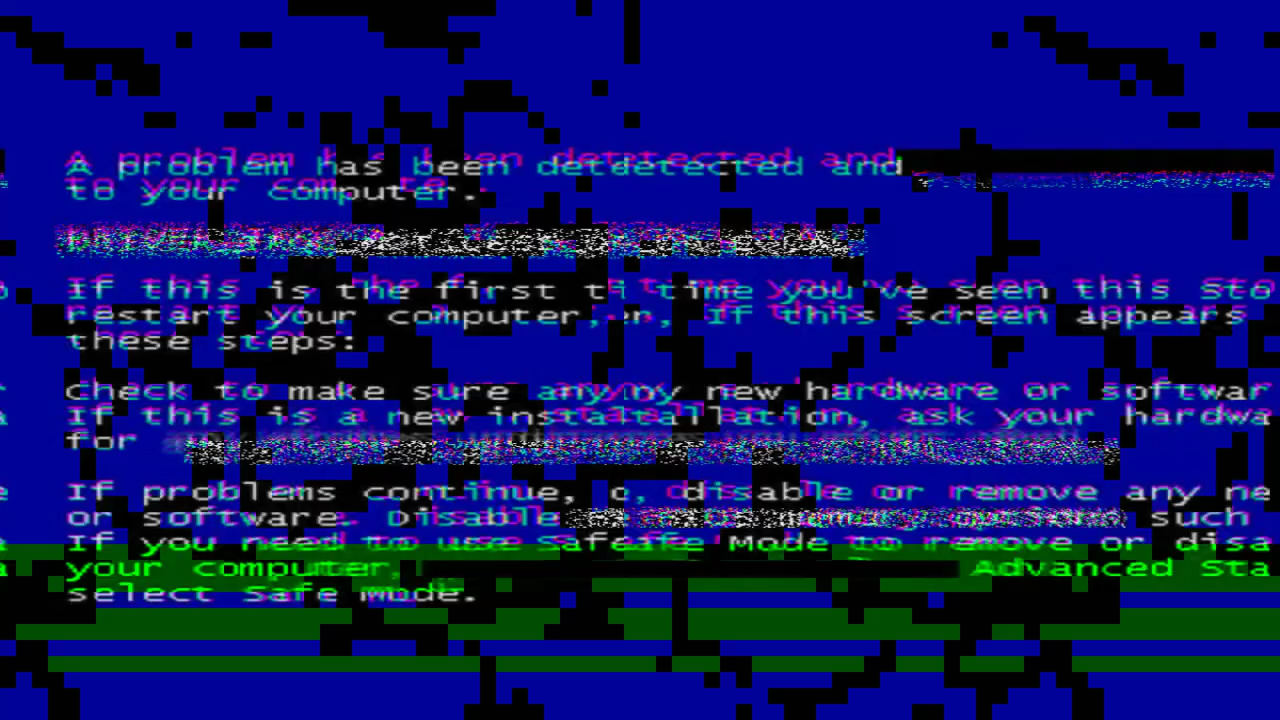 A problem has been detected and
to your computer.
If this is the first time you've seen this Sto
restart your computer, If this screen appears
these steps:
Check to make sure any new hardware or softwar
If this is a new installation, ask your hardwa
for
If problems continue, disable or remove any ne
or software. Disable such
If you need to use Safe Mode to remove or disa
your computer, Advanced Sta
select Safe Mode.